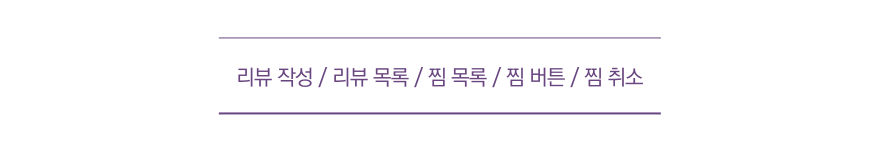 리뷰 작성 / 리뷰 목록 / 찜 목록 / 찜 버튼 / 찜 취소